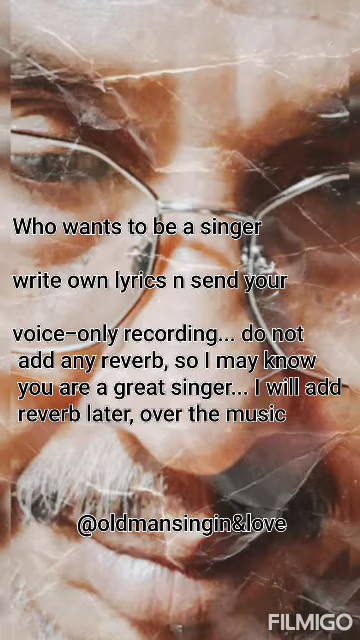 Who wants to be a singer
write own lyrics n send your
voice-only recording... do not
add any reverb, so I may know
you are a great singer... I will add
reverb later, over the music
@oldmansingin&love
FILMIGO